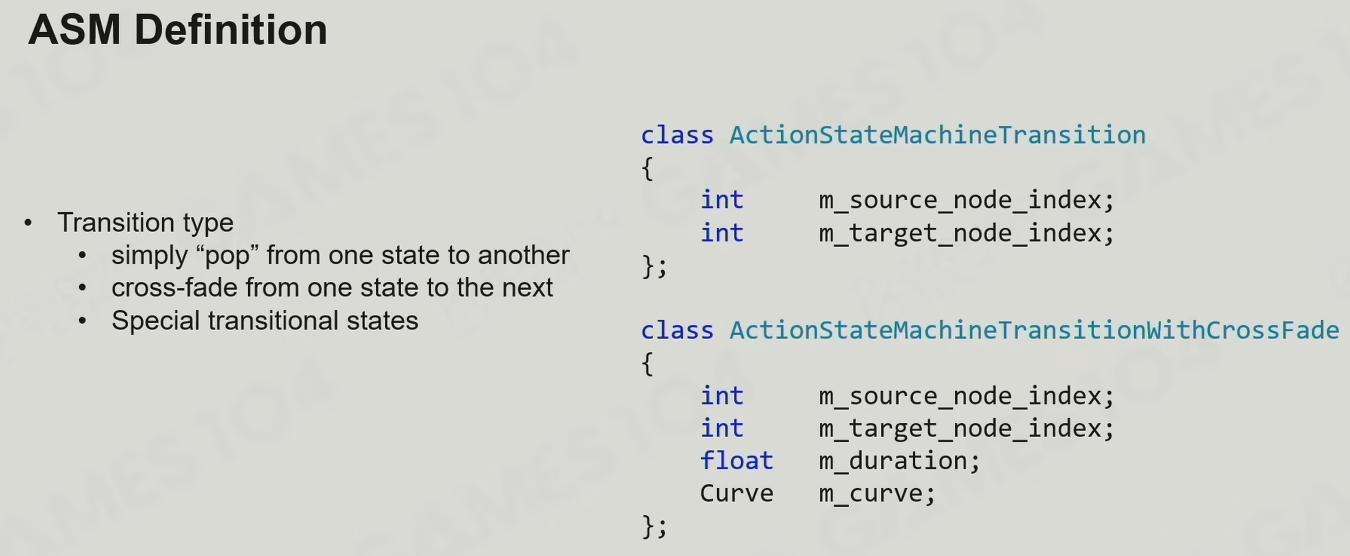 ASM Definition
• Transition type
• simply “pop” from one state to another
• cross-fade from one state to the next
• Special transitional states
class ActionStateMachineTransition
{
int m_source_node_index;
int m_target_node_index;
};
class ActionStateMachineTransitionWithCrossFade
{
int m_source_node_index;
int m_target_node_index;
float m_duration;
Curve m_curve;
};
GAMES 104